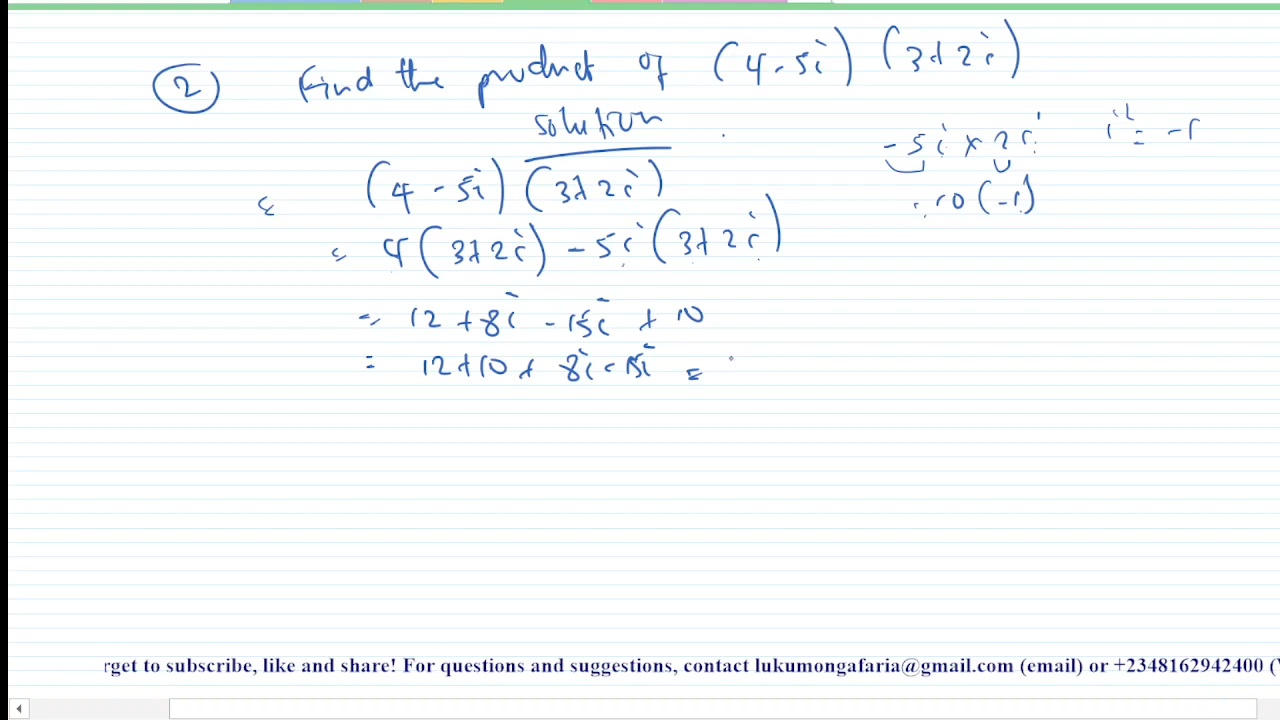 ② Find the product of (4-5i) (3+2i)
solution
-5i × 2i i² = -1
= (4-5i) (3+2i)
-10(-1)
= 4(3+2i) - 5i(3+2i)
= 12 + 8i - 15i + 10
= 12+10 + 8i - 15i =
rget to subscribe, like and share! For questions and suggestions, contact lukumongafaria@gmail.com (email) or +2348162942400 (